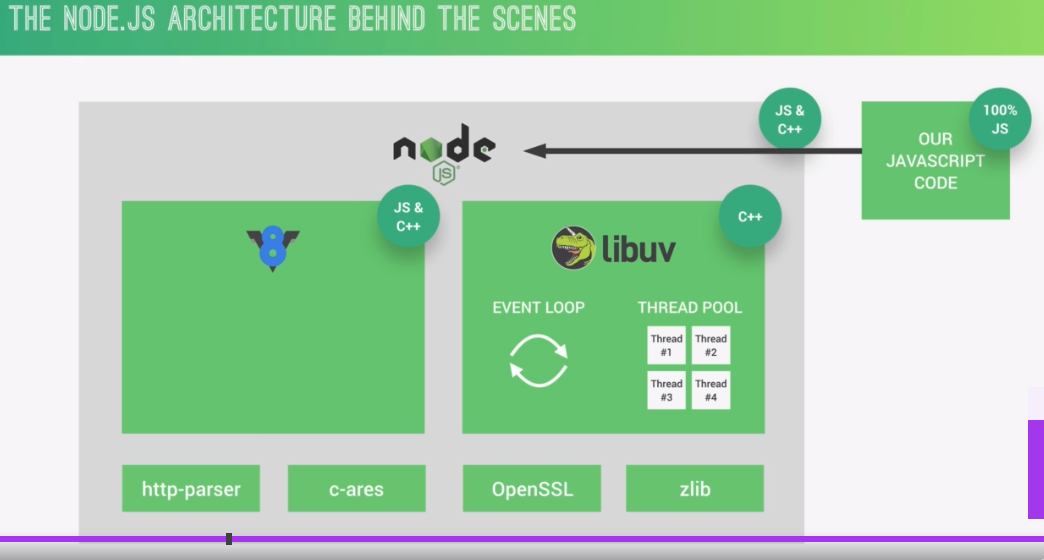 THE NODE.JS ARCHITECTURE BEHIND THE SCENES
JS &
C++
100%
JS
OUR
JAVASCRIPT
CODE
node
JS
JS &
C++
V8
C++
libuv
EVENT LOOP
THREAD POOL
Thread
#1
Thread
#2
Thread
#3
Thread
#4
http-parser
c-ares
OpenSSL
zlib